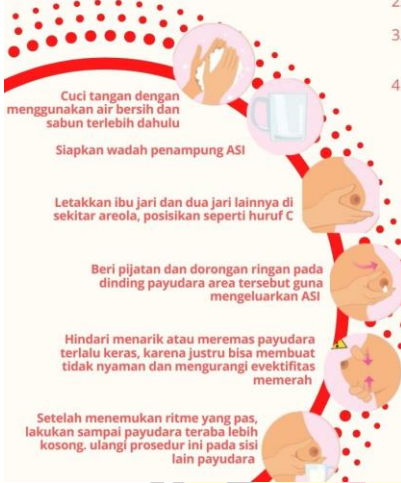 2.
3.
4
Cuci tangan dengan
menggunakan air bersih dan
sabun terlebih dahulu
Siapkan wadah penampung ASI
Letakkan ibu jari dan dua jari lainnya di
sekitar areola, posisikan seperti huruf C
Beri pijatan dan dorongan ringan pada
dinding payudara area tersebut guna
mengeluarkan ASI
Hindari menarik atau meremas payudara
terlalu keras, karena justru bisa membuat
tidak nyaman dan mengurangi evektifitas
memerah
Setelah menemukan ritme yang pas,
lakukan sampai payudara teraba lebih
kosong. ulangi prosedur ini pada sisi
lain payudara